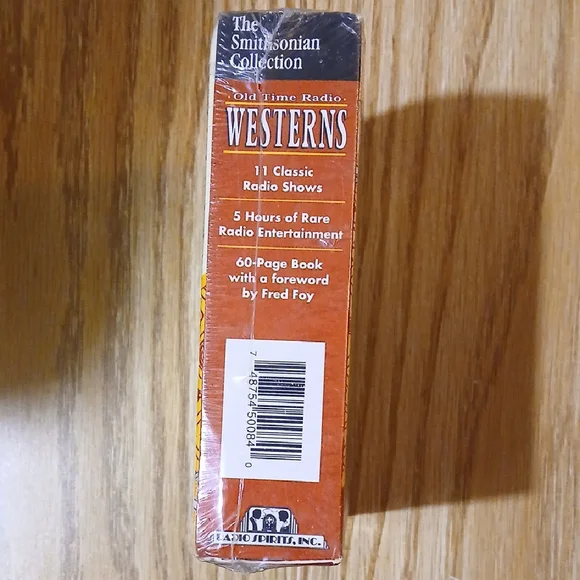 The
Smithsonian
Collection
· Old Time Radio ·
WESTERNS
11 Classic
Radio Shows
5 Hours of Rare
Radio Entertainment
60-Page Book
with a foreword
by Fred Foy
7 48754 50084 0
RADIO SPIRITS, INC.